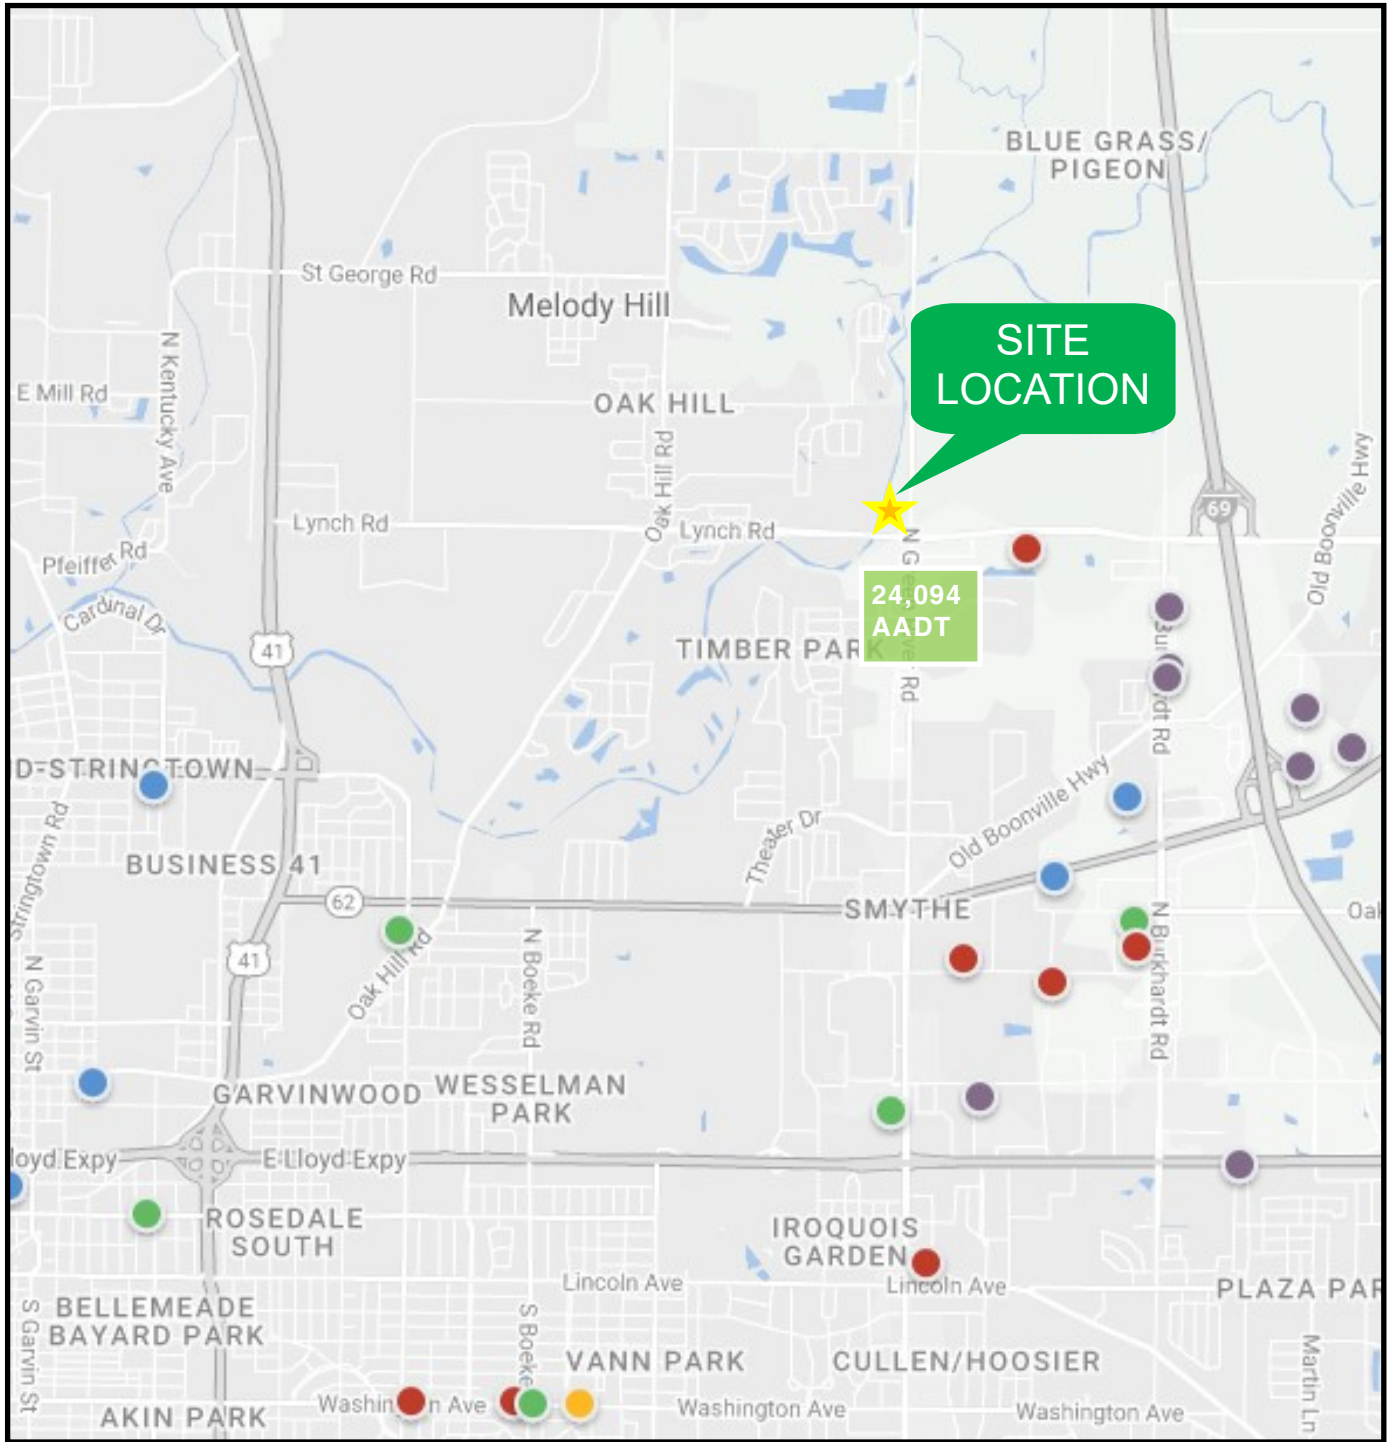 BLUE GRASS/
PIGEON
St George Rd
Melody Hill
SITE
LOCATION
N Kentucky Ave
E Mill Rd
OAK HILL
Oak Hill Rd
Old Boonville Hwy
69
Lynch Rd
Lynch Rd
Pfeiffer Rd
Cardinal Dr
24,094
AADT
41
TIMBER PARK
D-STRINGTOWN
Old Boonville Hwy
Theater Dr
Stringtown Rd
BUSINESS 41
62
SMYTHE
Oak Hill Rd
N Boeke Rd
N Burkhardt Rd
41
N Garvin St
GARVINWOOD
WESSELMAN
PARK
loyd Expy
E Lloyd Expy
ROSEDALE
SOUTH
IROQUOIS
GARDEN
Lincoln Ave
Lincoln Ave
PLAZA PAR
S Garvin St
BELLEMEADE
BAYARD PARK
S Boeke
VANN PARK
CULLEN/HOOSIER
Martin Ln
AKIN PARK
Washington Ave
Washington Ave